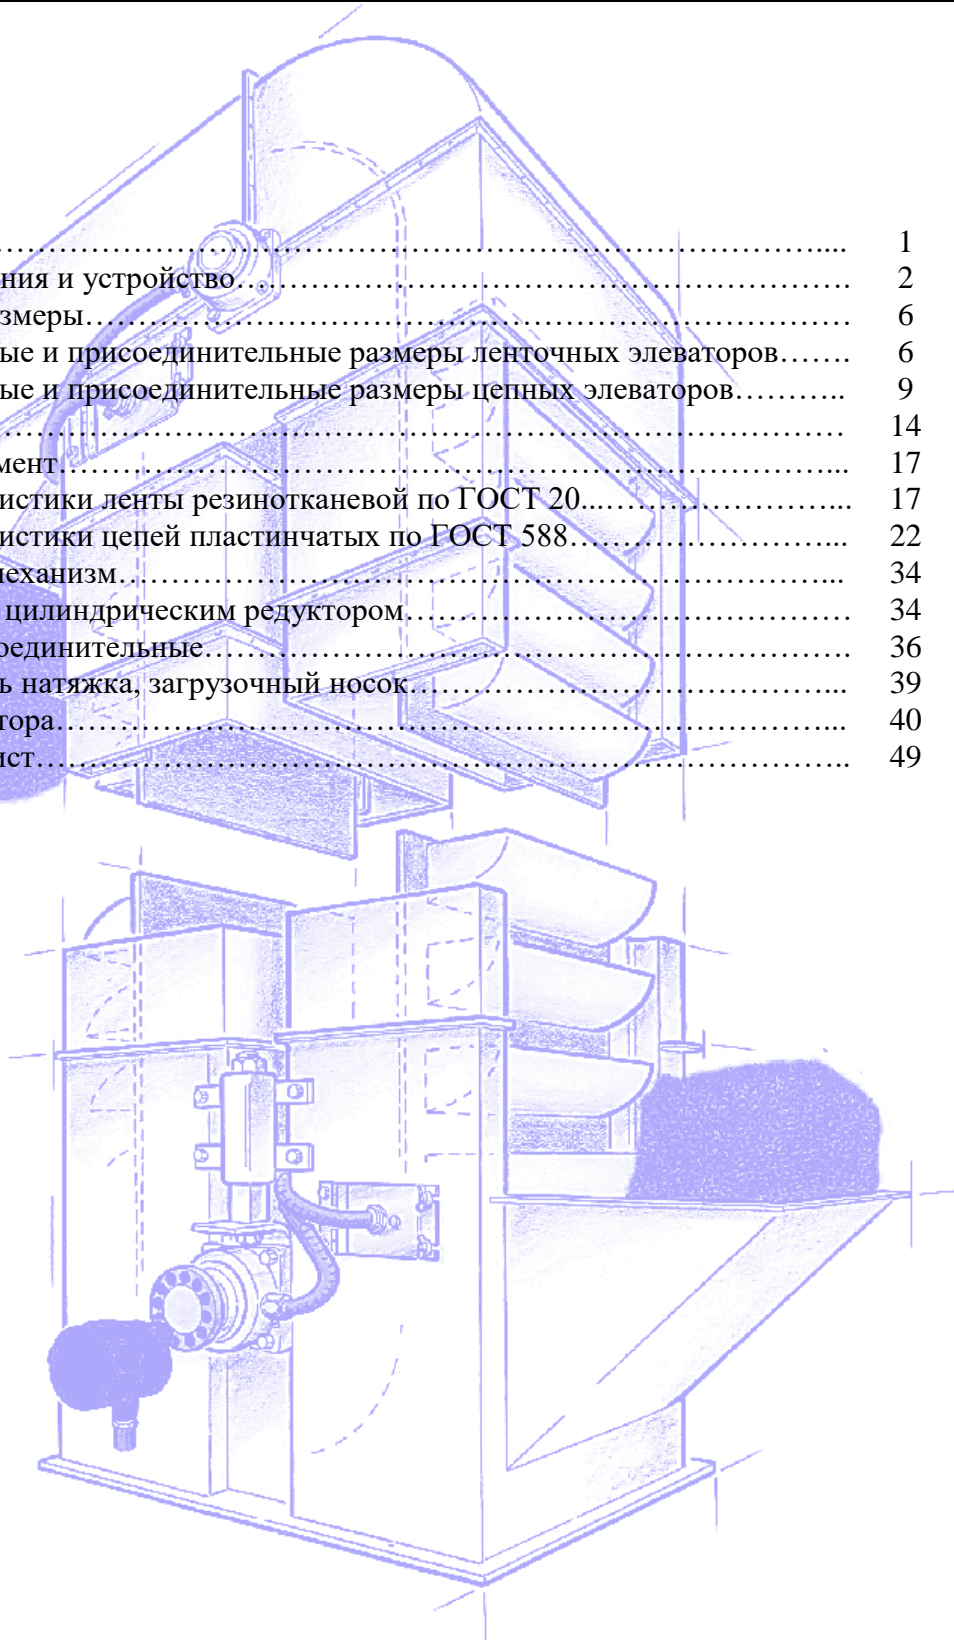 ……………………………………………………………………... 1
ния и устройство…………………………………………………. 2
змеры……………………………………………………………… 6
ые и присоединительные размеры ленточных элеваторов……. 6
ые и присоединительные размеры цепных элеваторов……….. 9
……………………………………………………………………… 14
мент………………………………………………………………... 17
истики ленты резинотканевой по ГОСТ 20...…………………... 17
истики цепей пластинчатых по ГОСТ 588……………………... 22
механизм…………………………………………………………... 34
цилиндрическим редуктором…………………………………… 34
оединительные……………………………………………………. 36
ь натяжка, загрузочный носок…………………………………... 39
тора………………………………………………………………... 40
ист…………………………………………………………………. 49